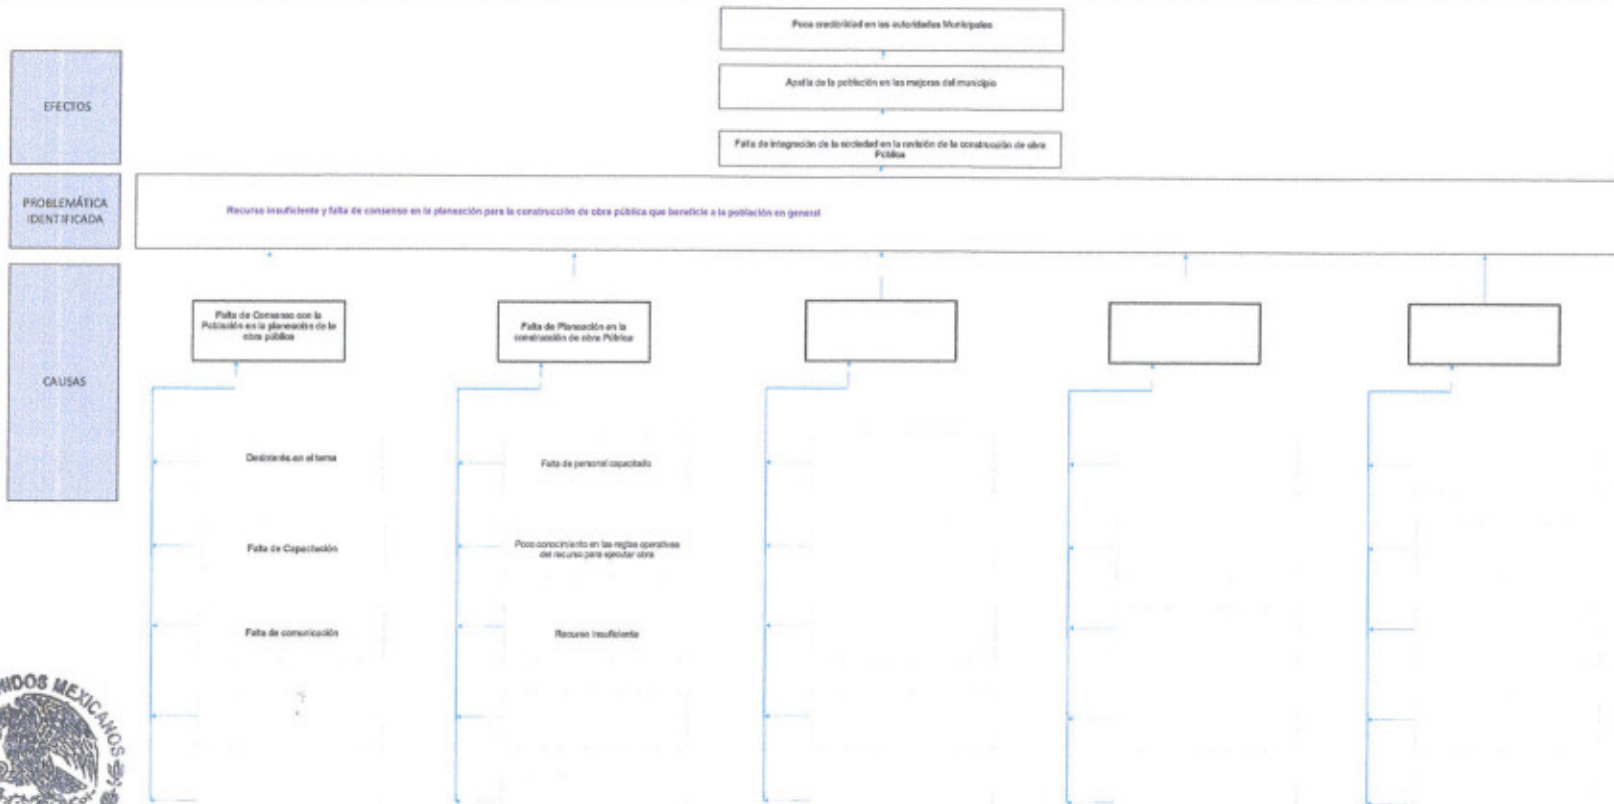 Poca credibilidad en las autoridades Municipales
Apatía de la población en las mejoras del municipio
EFECTOS
Falta de integración de la sociedad en la revisión de la construcción de obra
Pública
PROBLEMÁTICA
IDENTIFICADA
Recurso insuficiente y falta de consenso en la planeación para la construcción de obra pública que beneficie a la población en general
Falta de Consenso con la
Población en la planeación de la
obra pública
Falta de Planeación en la
construcción de obra Pública
CAUSAS
Desinterés en el tema
Falta de personal capacitado
Falta de Capacitación
Poco conocimiento en las reglas operativas
del recurso para ejecutar obra
Falta de comunicación
Recurso insuficiente
UNIDOS MEXICANOS